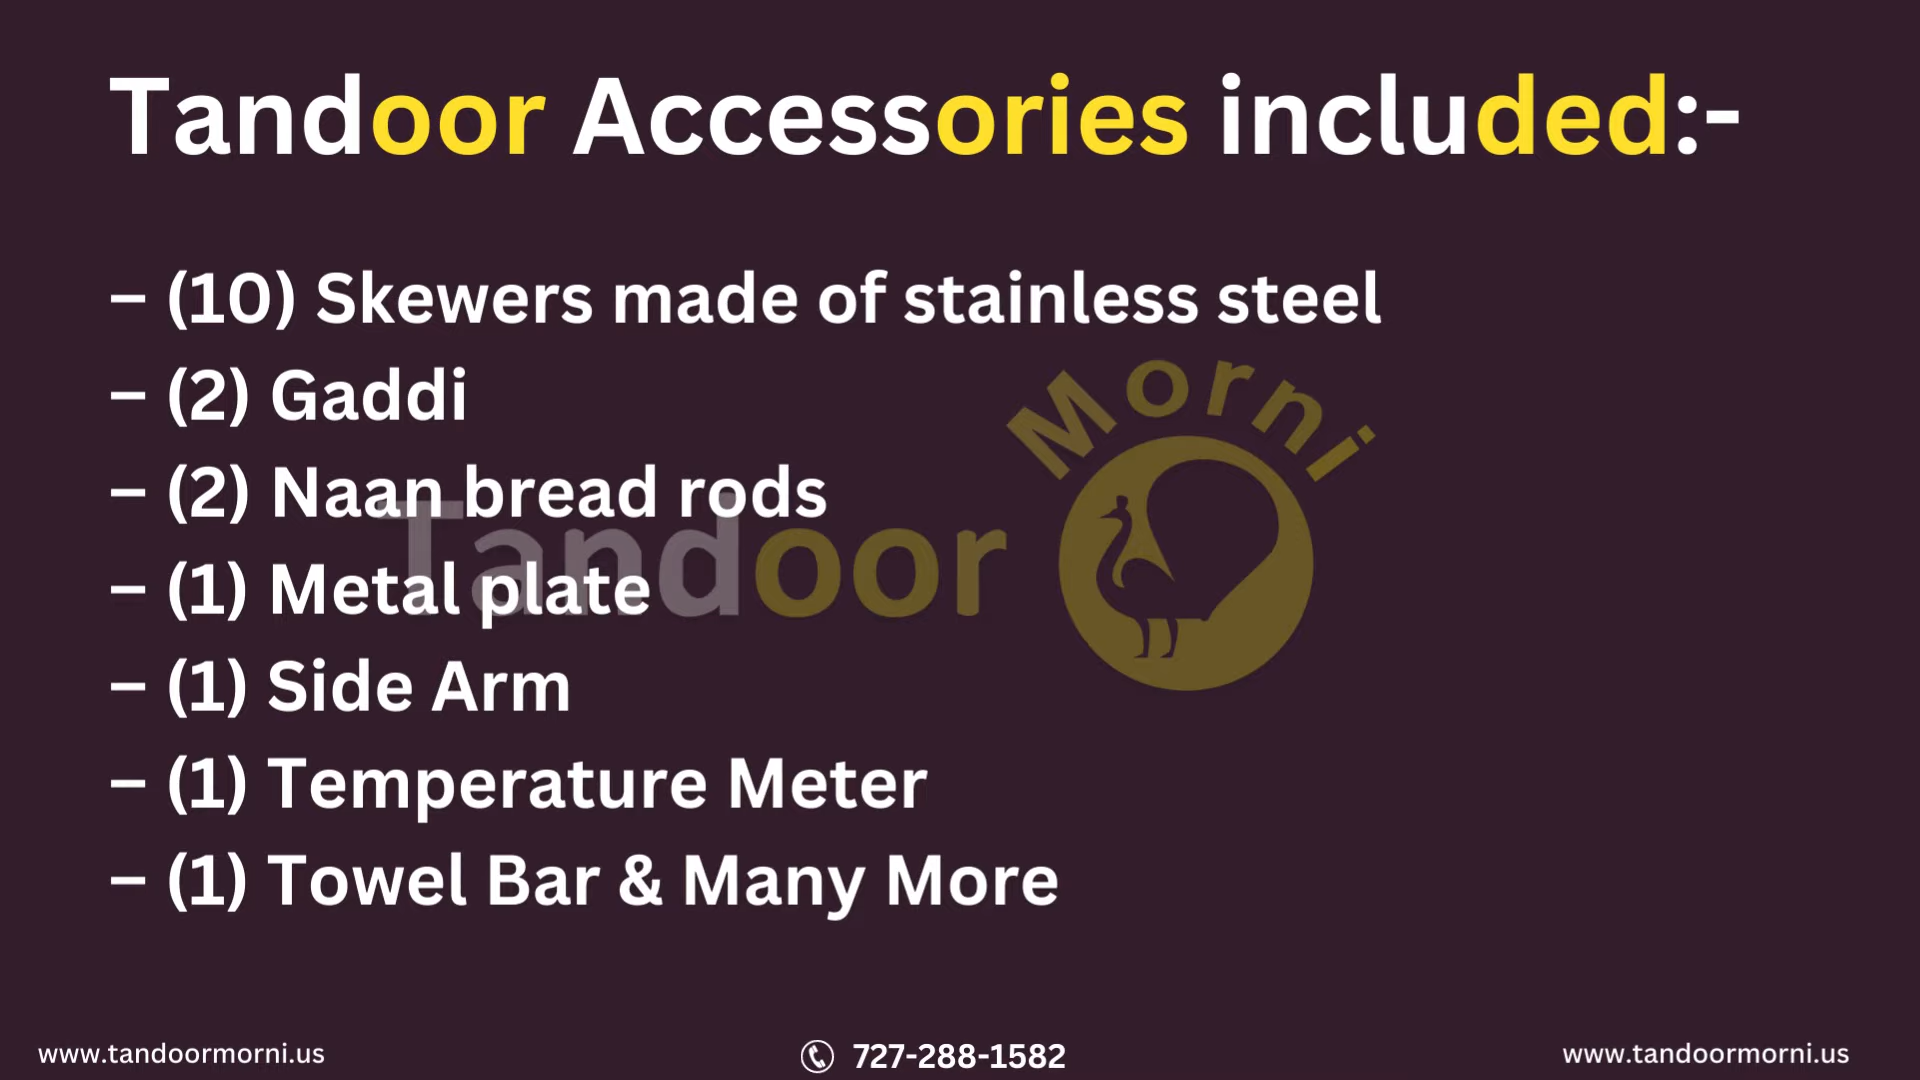 Tandoor Accessories included:-
– (10) Skewers made of stainless steel
– (2) Gaddi
– (2) Naan bread rods
– (1) Metal plate
– (1) Side Arm
– (1) Temperature Meter
– (1) Towel Bar & Many More
Morni
Tandoor
www.tandoormorni.us
727-288-1582
www.tandoormorni.us